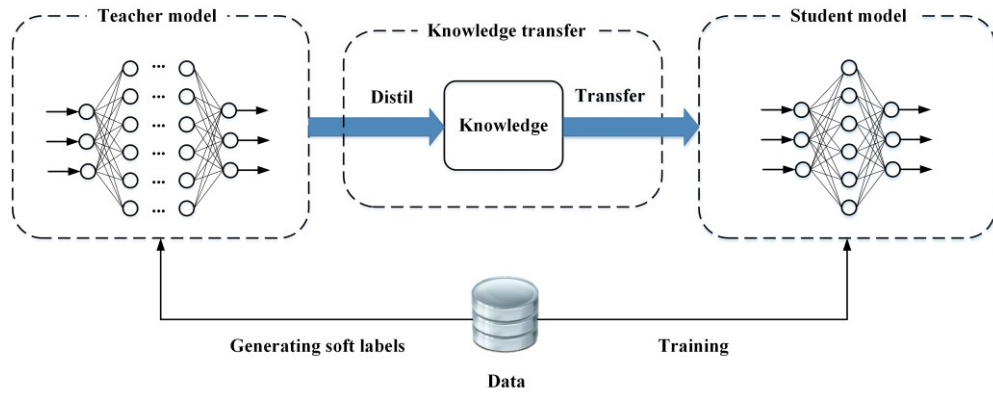 Teacher model
Knowledge transfer
Student model
Distil
Knowledge
Transfer
...
...
...
...
...
...
Generating soft labels
Training
Data